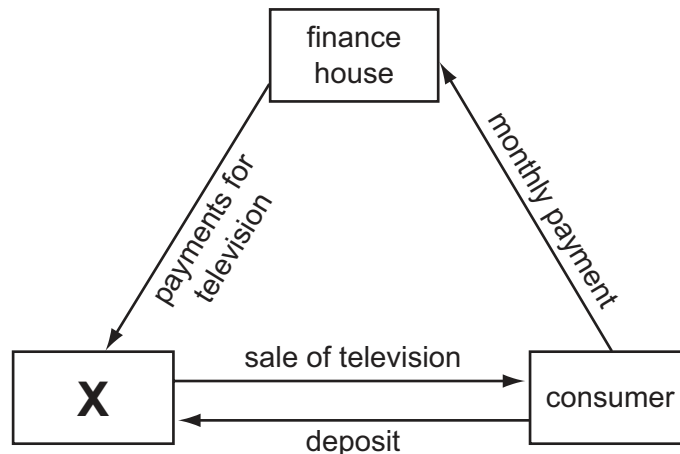 finance
house
payments for
television
monthly payment
X
sale of television
consumer
deposit